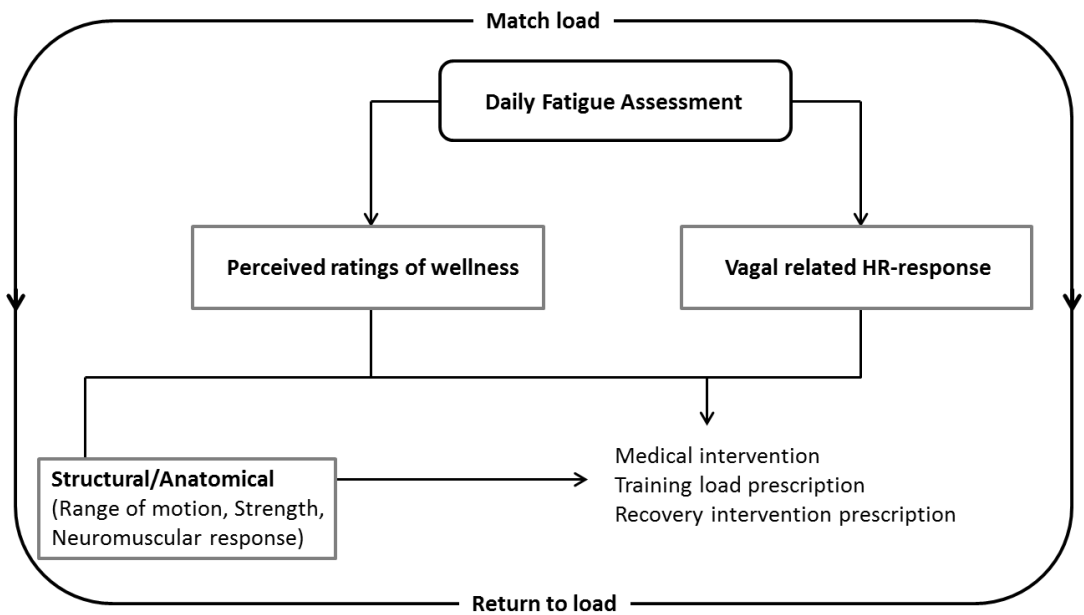 Match load
Daily Fatigue Assessment
Perceived ratings of wellness
Vagal related HR-response
Structural/Anatomical
(Range of motion, Strength,
Neuromuscular response)
Medical intervention
Training load prescription
Recovery intervention prescription
Return to load